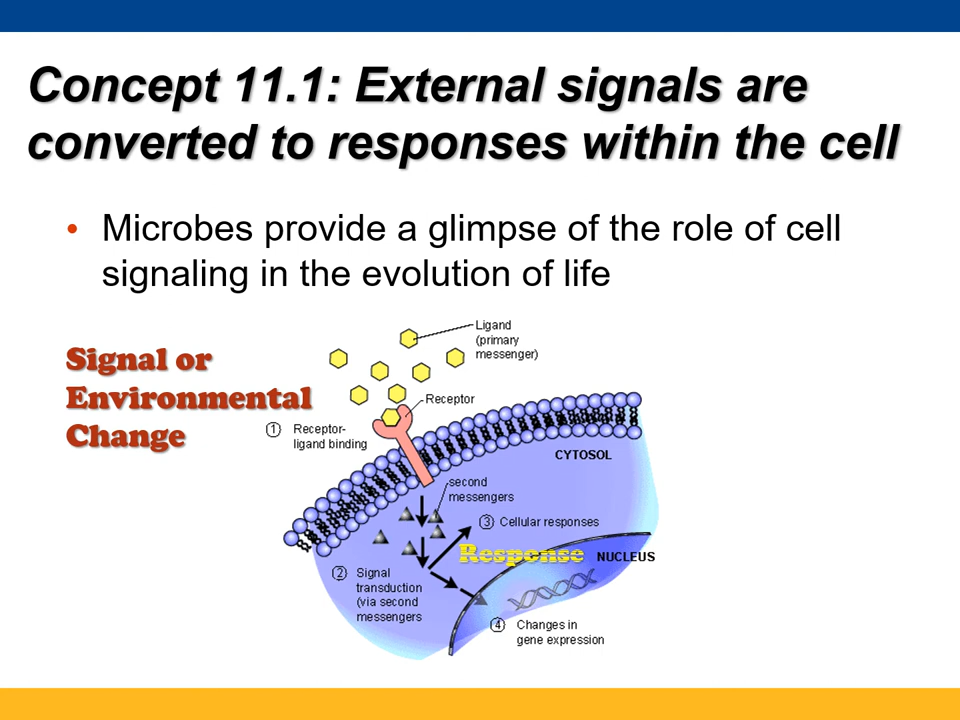 Concept 11.1: External signals are
converted to responses within the cell
• Microbes provide a glimpse of the role of cell
signaling in the evolution of life
Signal or
Environmental
Change
Ligand
(primary
messenger)
Receptor
1 Receptor-
ligand binding
CYTOSOL
second
messengers
3 Cellular responses
Response
NUCLEUS
2 Signal
transduction
(via second
messengers
4 Changes in
gene expression